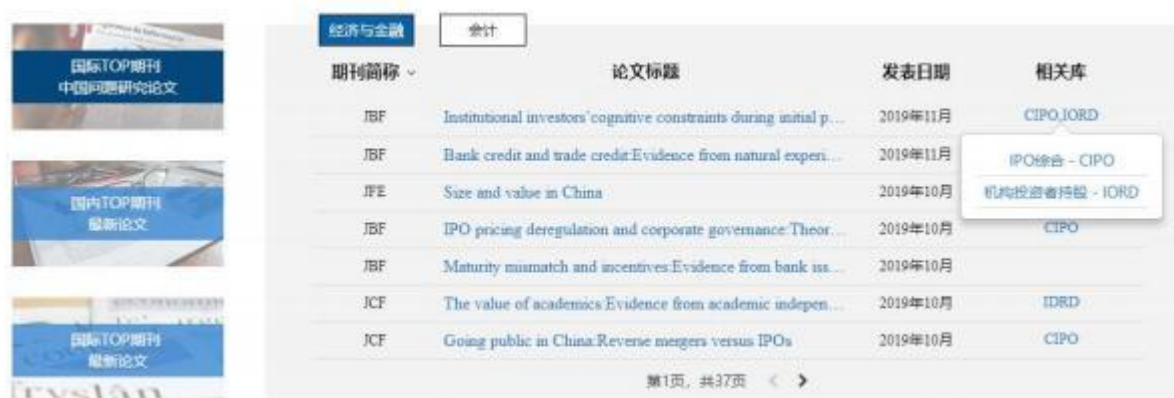 国际TOP期刊
中国问题研究论文
国内TOP期刊
最新论文
国际TOP期刊
最新论文
经济与金融 会计
期刊简称 论文标题 发表日期 相关库
JBF Institutional investors'cognitive constraints during initial p... 2019年11月 CIPO,IORD
JBF Bank credit and trade credit:Evidence from natural experi... 2019年11月
IPO综合 - CIPO
JFE Size and value in China 2019年10月
机构投资者持股 - IORD
JBF IPO pricing deregulation and corporate governance:Theor... 2019年10月 CIPO
JBF Maturity mismatch and incentives:Evidence from bank iss... 2019年10月
JCF The value of academics:Evidence from academic indepen... 2019年10月 IDRD
JCF Going public in China:Reverse mergers versus IPOs 2019年10月 CIPO
第1页, 共37页 < >